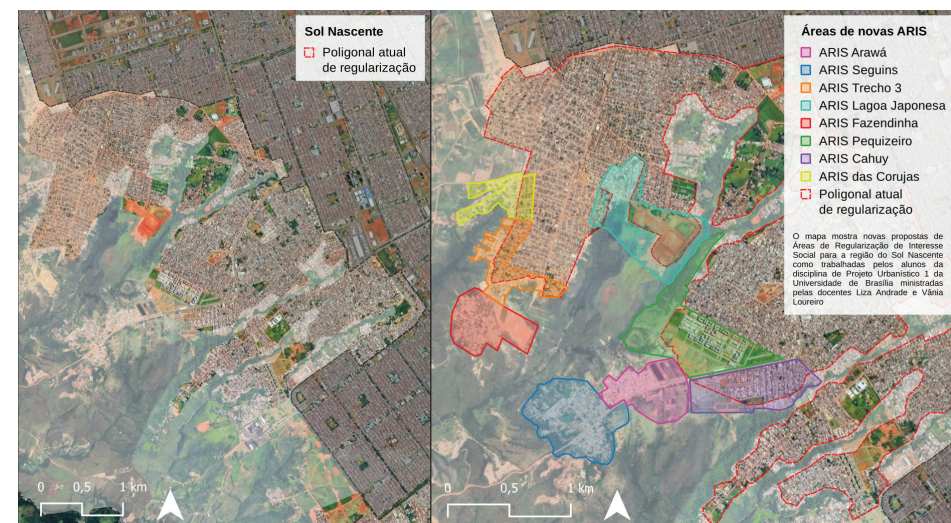 Sol Nascente
Poligonal atual
de regularização
0 0,5 1 km
Áreas de novas ARIS
ARIS Arawá
ARIS Seguins
ARIS Trecho 3
ARIS Lagoa Japonesa
ARIS Fazendinha
ARIS Pequizeiro
ARIS Cahuy
ARIS das Corujas
Poligonal atual
de regularização
O mapa mostra novas propostas de
Áreas de Regularização de Interesse
Social para a região do Sol Nascente
como trabalhadas pelos alunos da
disciplina de Projeto Urbanístico 1 da
Universidade de Brasília ministradas
pelas docentes Liza Andrade e Vânia
Loureiro
0 0,5 1 km